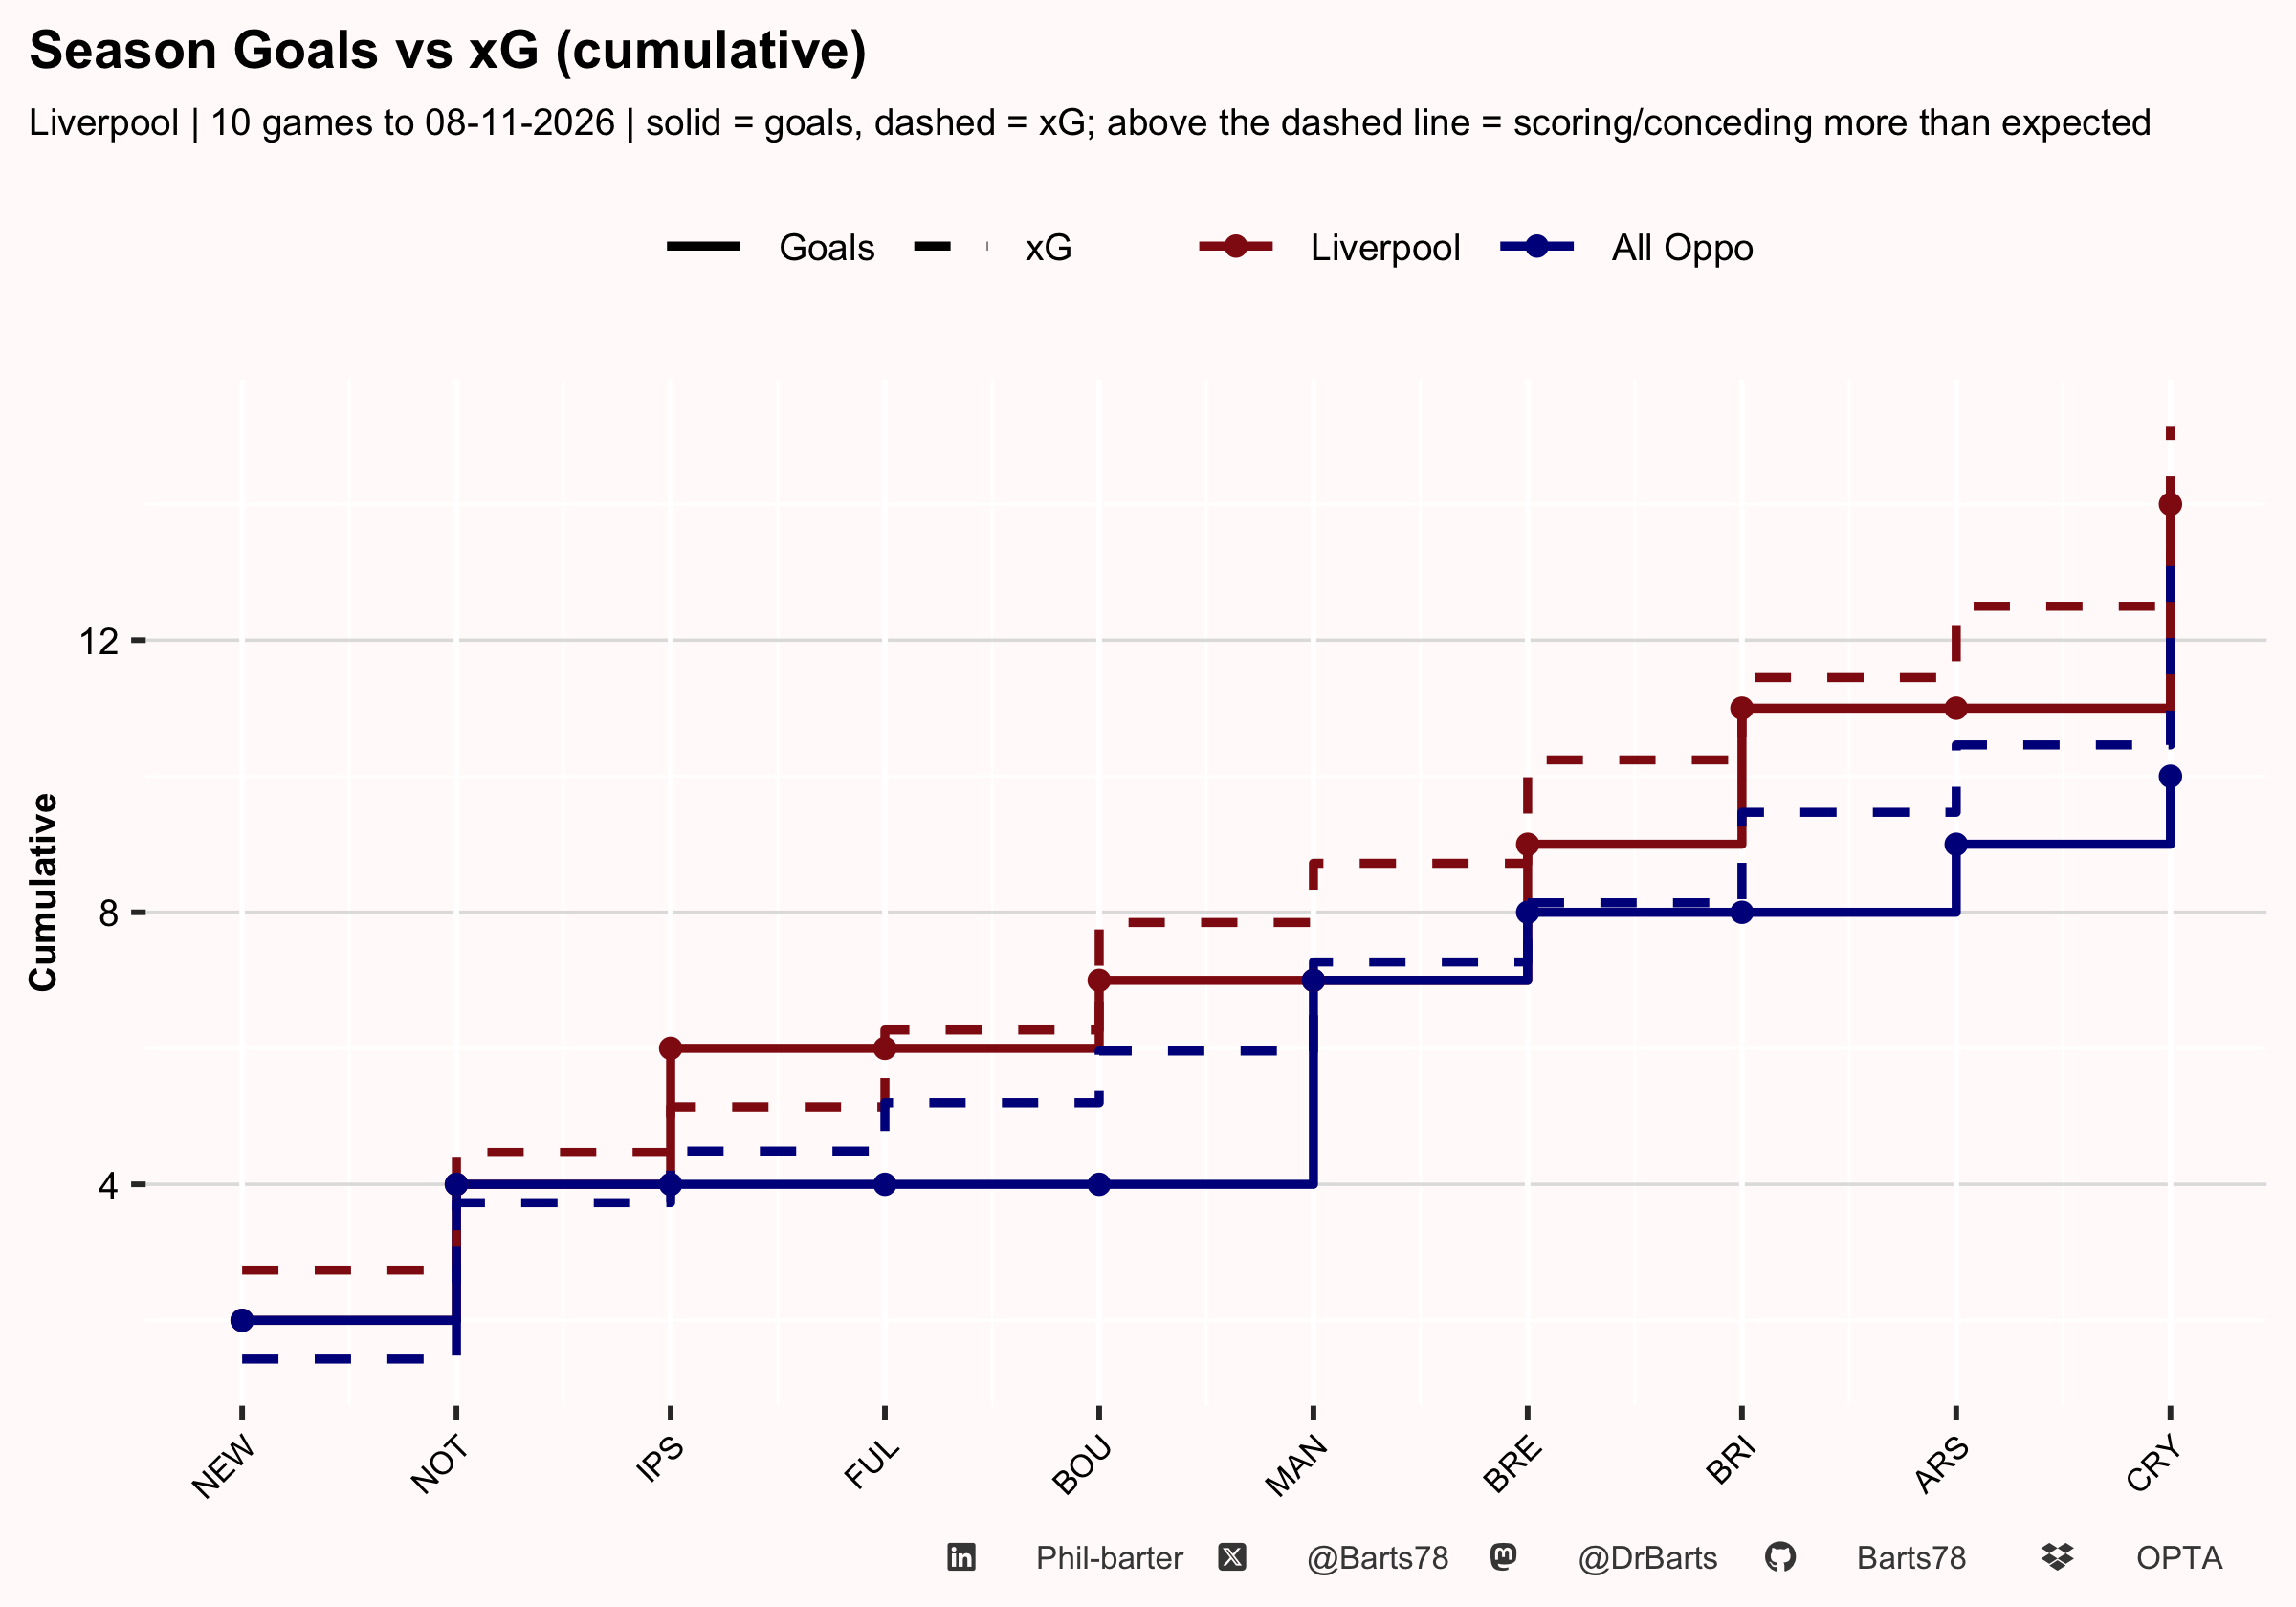 Season Goals vs xG (cumulative)
Liverpool | 10 games to 08-11-2026 | solid = goals, dashed = xG; above the dashed line = scoring/conceding more than expected
Goals xG Liverpool All Oppo
Cumulative
12
8
4
NEW NOT IPS FUL BOU MAN BRE BRI ARS CRY
Phil-barter @Barts78 @DrBarts Barts78 OPTA